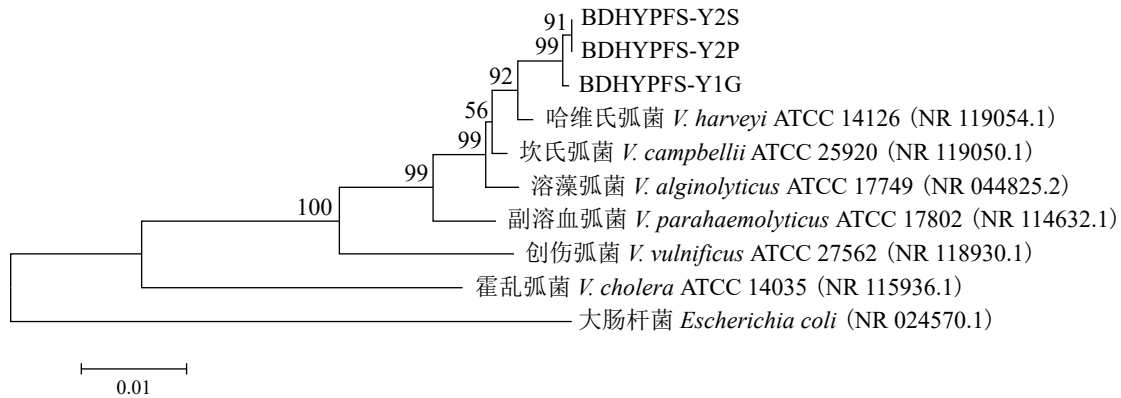 91
BDHYPFS-Y2S
99
BDHYPFS-Y2P
BDHYPFS-Y1G
92
哈维氏弧菌 V. harveyi ATCC 14126 (NR 119054.1)
56
坎氏弧菌 V. campbellii ATCC 25920 (NR 119050.1)
99
溶藻弧菌 V. alginolyticus ATCC 17749 (NR 044825.2)
99
副溶血弧菌 V. parahaemolyticus ATCC 17802 (NR 114632.1)
100
创伤弧菌 V. vulnificus ATCC 27562 (NR 118930.1)
霍乱弧菌 V. cholera ATCC 14035 (NR 115936.1)
大肠杆菌 Escherichia coli (NR 024570.1)
0.01